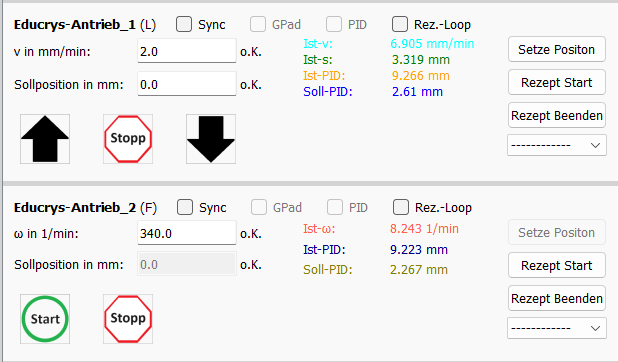 Educrys-Antrieb_1 (L) Sync GPad PID Rez.-Loop
v in mm/min: 2.0 o.K. Ist-v: 6.905 mm/min Setze Positon
Ist-s: 3.319 mm
Sollposition in mm: 0.0 o.K. Ist-PID: 9.266 mm Rezept Start
Soll-PID: 2.61 mm
Stopp Rezept Beenden
------------
Educrys-Antrieb_2 (F) Sync GPad PID Rez.-Loop
ω in 1/min: 340.0 o.K. Ist-ω: 8.243 1/min Setze Positon
Ist-PID: 9.223 mm
Sollposition in mm: 0.0 o.K. Soll-PID: 2.267 mm Rezept Start
Start Stopp Rezept Beenden
------------